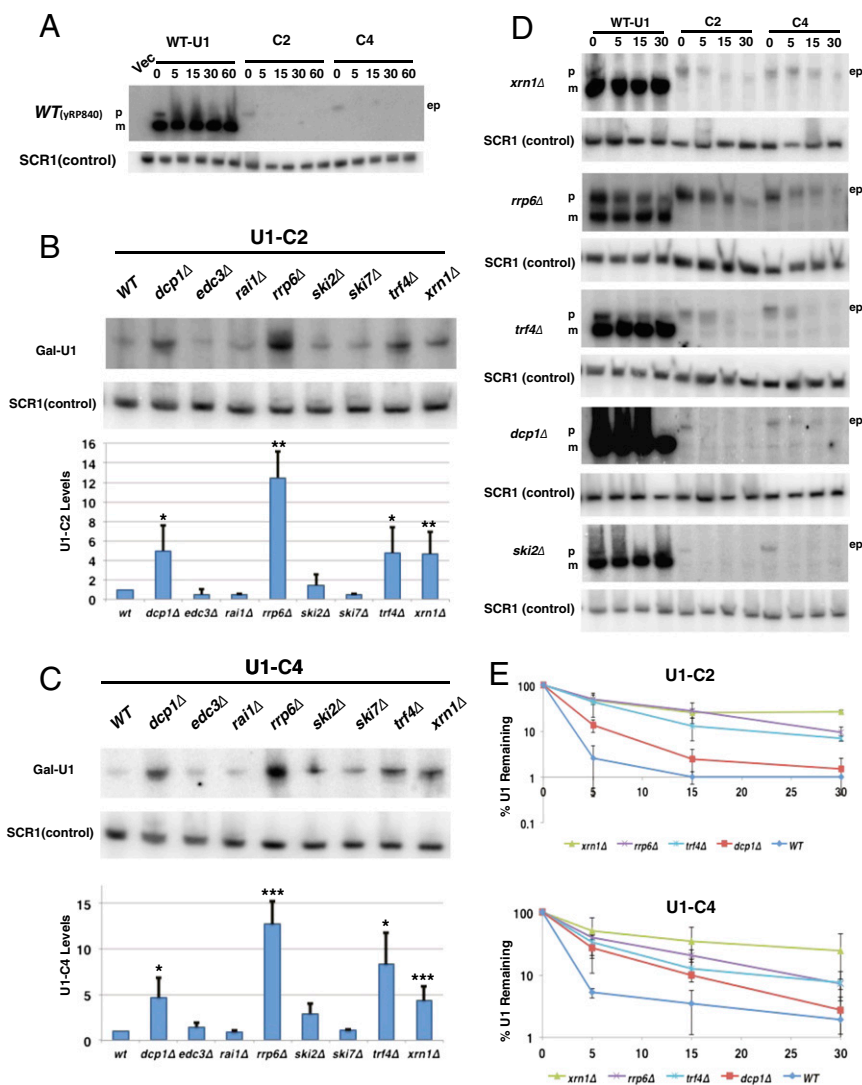 A
WT-U1 C2 C4
Vec 0 5 15 30 60 0 5 15 30 60 0 5 15 30 60
WT(yRP840) p ep
m
SCR1(control)
B
U1-C2
WT dcp1Δ edc3Δ rai1Δ rrp6Δ ski2Δ ski7Δ trf4Δ xrn1Δ
Gal-U1
SCR1(control)
U1-C2 Levels
16
14
12
10
8
6
4
2
0
* ** * **
wt dcp1Δ edc3Δ rai1Δ rrp6Δ ski2Δ ski7Δ trf4Δ xrn1Δ
C
U1-C4
WT dcp1Δ edc3Δ rai1Δ rrp6Δ ski2Δ ski7Δ trf4Δ xrn1Δ
Gal-U1
SCR1(control)
U1-C4 Levels
15
10
5
0
* *** * ***
wt dcp1Δ edc3Δ rai1Δ rrp6Δ ski2Δ ski7Δ trf4Δ xrn1Δ
D
WT-U1 C2 C4
0 5 15 30 0 5 15 30 0 5 15 30
xrn1Δ p ep
m
SCR1 (control)
rrp6Δ p ep
m
SCR1 (control)
trf4Δ p ep
m
SCR1 (control)
dcp1Δ p ep
m
SCR1 (control)
ski2Δ p ep
m
SCR1 (control)
E
U1-C2
% U1 Remaining
100
10
1
0.1
0 5 10 15 20 25 30
xrn1Δ rrp6Δ trf4Δ dcp1Δ WT
U1-C4
% U1 Remaining
100
10
1
0 5 10 15 20 25 30
xrn1Δ rrp6Δ trf4Δ dcp1Δ WT